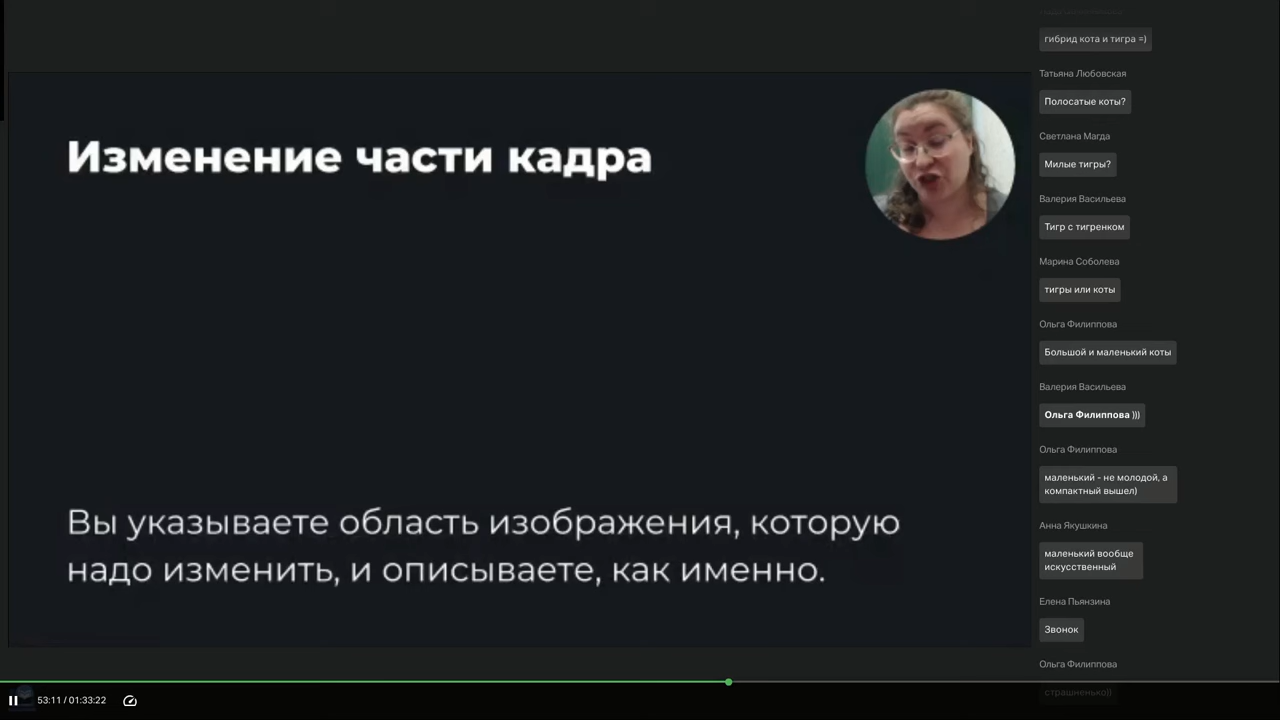 Изменение части кадра
Вы указываете область изображения, которую
надо изменить, и описываете, как именно.
гибрид кота и тигра =)
Татьяна Любовская
Полосатые коты?
Светлана Магда
Милые тигры?
Валерия Васильева
Тигр с тигренком
Марина Соболева
тигры или коты
Ольга Филиппова
Большой и маленький коты
Валерия Васильева
Ольга Филиппова )))
Ольга Филиппова
маленький - не молодой, а
компактный вышел)
Анна Якушкина
маленький вообще
искусственный
Елена Пьянзина
Звонок
Ольга Филиппова
страшненько))
53:11 / 01:33:22